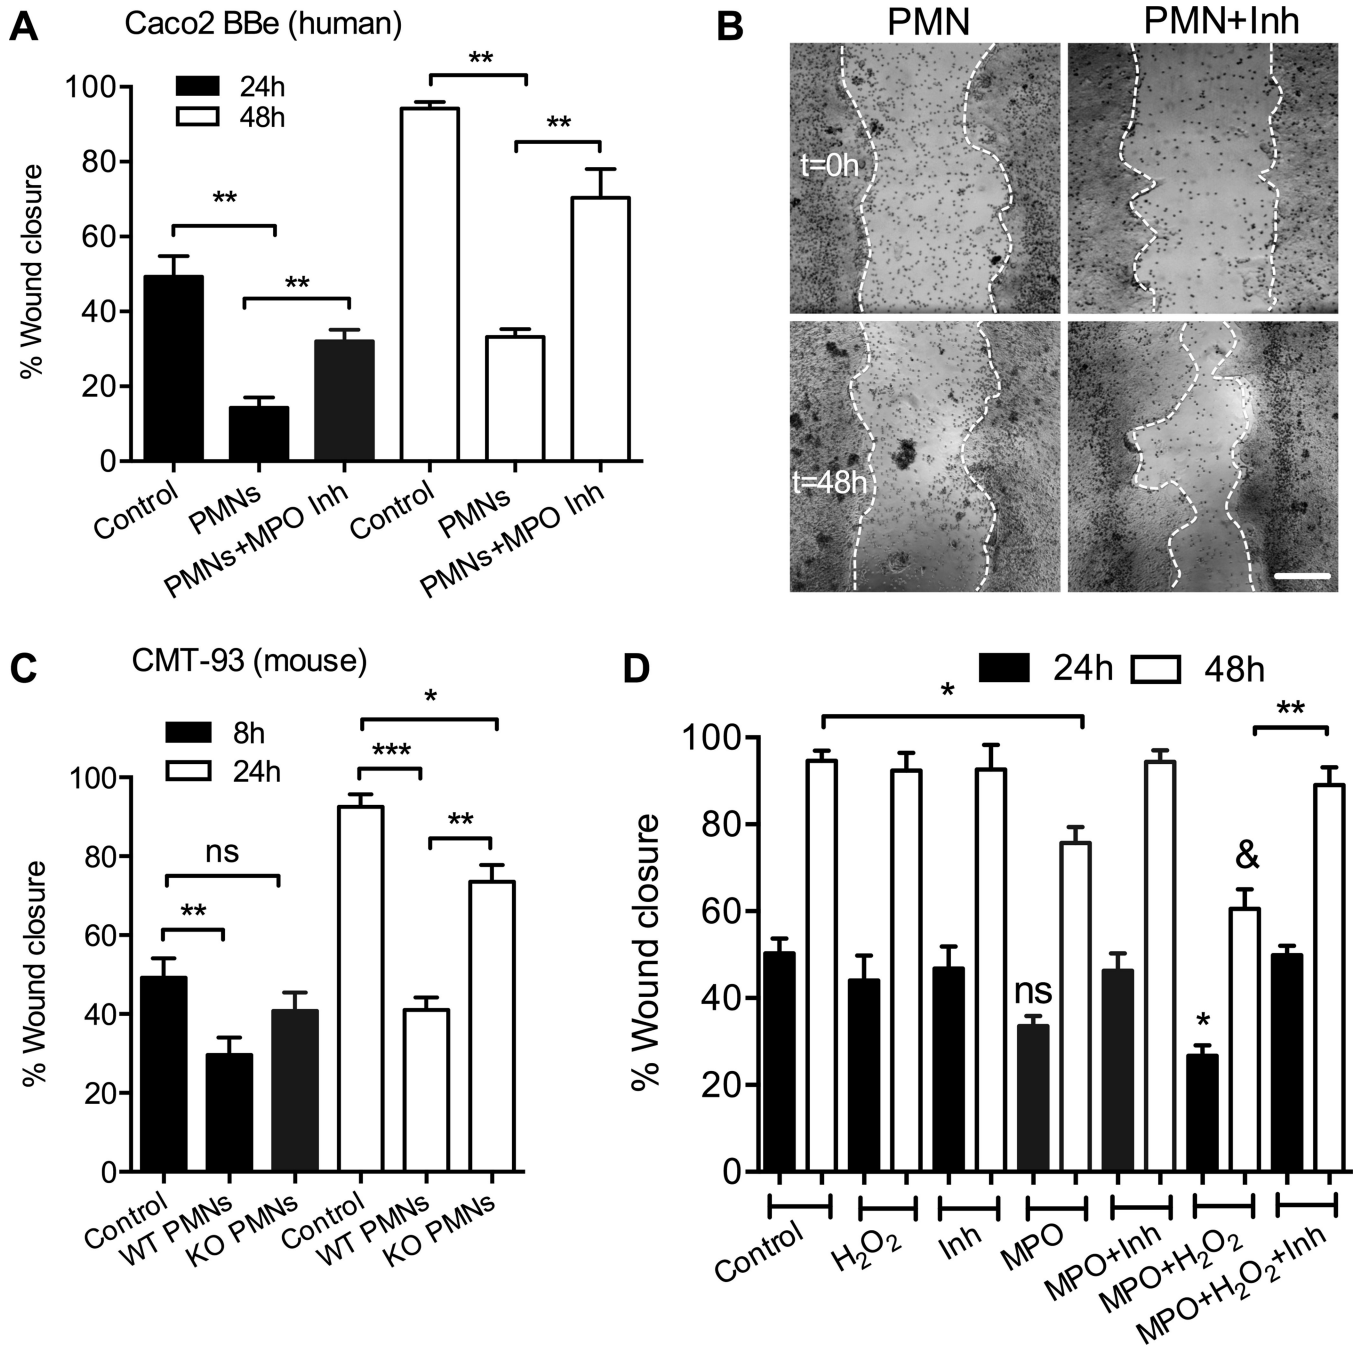 A
Caco2 BBe (human)
24h
48h
% Wound closure
100
80
60
40
20
0
**
**
**
**
Control
PMNs
PMNs+MPO Inh
Control
PMNs
PMNs+MPO Inh
B
PMN
PMN+Inh
t=0h
t=48h
C
CMT-93 (mouse)
8h
24h
% Wound closure
100
80
60
40
20
0
**
ns
***
**
*
Control
WT PMNs
KO PMNs
Control
WT PMNs
KO PMNs
D
24h
48h
% Wound closure
100
80
60
40
20
0
*
ns
*
&
**
Control
H₂O₂
Inh
MPO
MPO+Inh
MPO+H₂O₂
MPO+H₂O₂+Inh